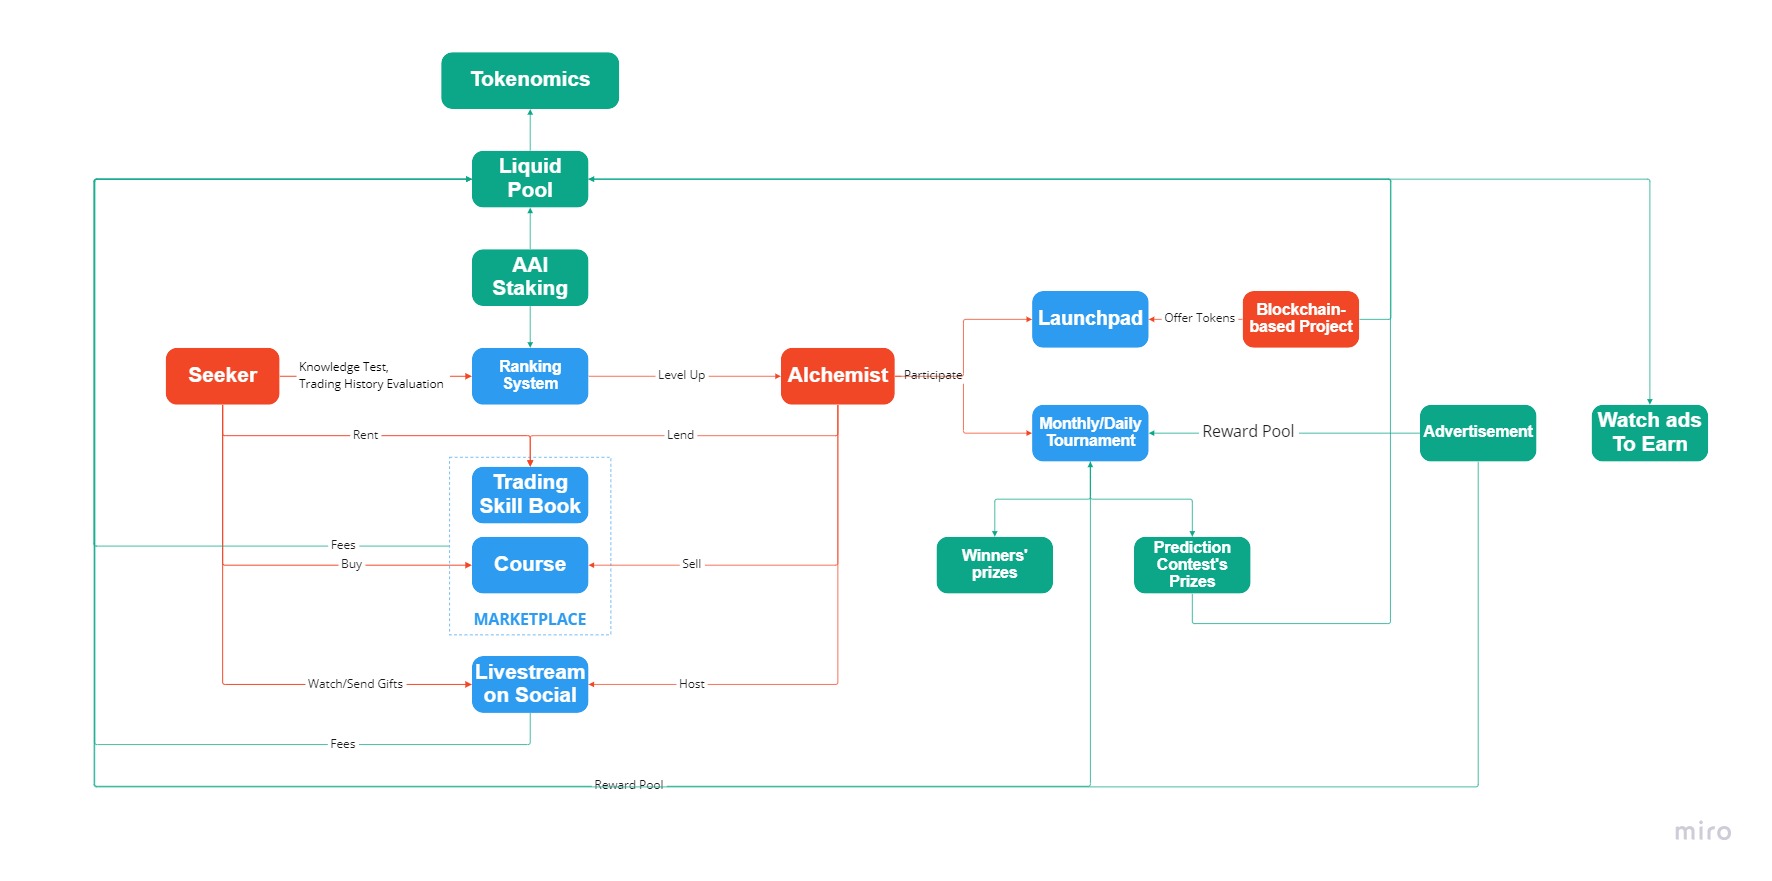 Tokenomics
Liquid
Pool
AAI
Staking
Launchpad
Offer Tokens
Blockchain-
based Project
Seeker
Knowledge Test,
Trading History Evaluation
Ranking
System
Level Up
Alchemist
Participate
Monthly/Daily
Tournament
Reward Pool
Advertisement
Watch ads
To Earn
Rent
Lend
Trading
Skill Book
Fees
Buy
Course
Sell
MARKETPLACE
Winners'
prizes
Prediction
Contest's
Prizes
Watch/Send Gifts
Livestream
on Social
Host
Fees
Reward Pool
miro